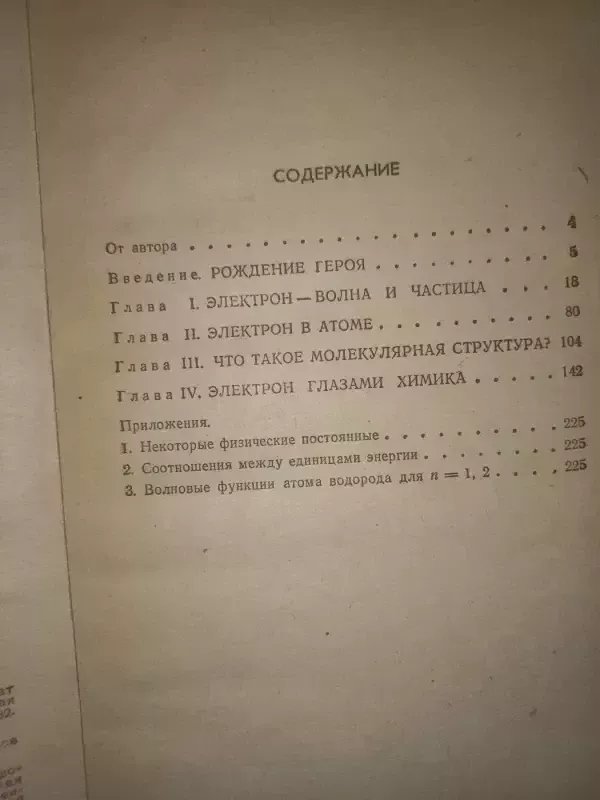 СОДЕРЖАНИЕ
От автора . . . . . . . . . . . . . . . . . . . . 4
Введение. РОЖДЕНИЕ ГЕРОЯ . . . . . . . . . . 5
Глава I. ЭЛЕКТРОН — ВОЛНА И ЧАСТИЦА . . . 18
Глава II. ЭЛЕКТРОН В АТОМЕ . . . . . . . . . . 80
Глава III. ЧТО ТАКОЕ МОЛЕКУЛЯРНАЯ СТРУКТУРА? 104
Глава IV. ЭЛЕКТРОН ГЛАЗАМИ ХИМИКА . . . . . 142
Приложения.
1. Некоторые физические постоянные . . . . . . . . . 225
2. Соотношения между единицами энергии . . . . . . . 225
3. Волновые функции атома водорода для n = 1, 2 . . . . 225